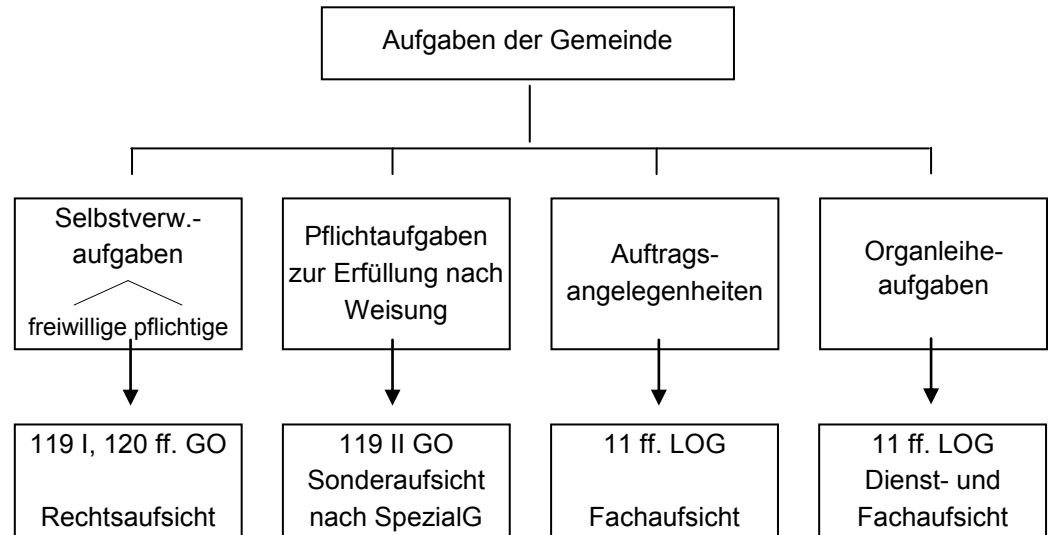 Aufgaben der Gemeinde
Selbstverw.-
aufgaben
freiwillige pflichtige
Pflichtaufgaben
zur Erfüllung nach
Weisung
Auftrags-
angelegenheiten
Organleihe-
aufgaben
119 I, 120 ff. GO
Rechtsaufsicht
119 II GO
Sonderaufsicht
nach SpezialG
11 ff. LOG
Fachaufsicht
11 ff. LOG
Dienst- und
Fachaufsicht